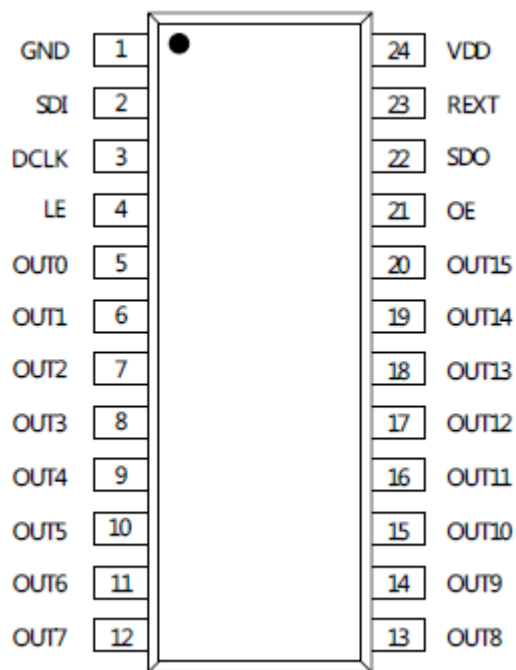 GND 1 24 VDD
SDI 2 23 REXT
DCLK 3 22 SDO
LE 4 21 OE
OUT0 5 20 OUT15
OUT1 6 19 OUT14
OUT2 7 18 OUT13
OUT3 8 17 OUT12
OUT4 9 16 OUT11
OUT5 10 15 OUT10
OUT6 11 14 OUT9
OUT7 12 13 OUT8